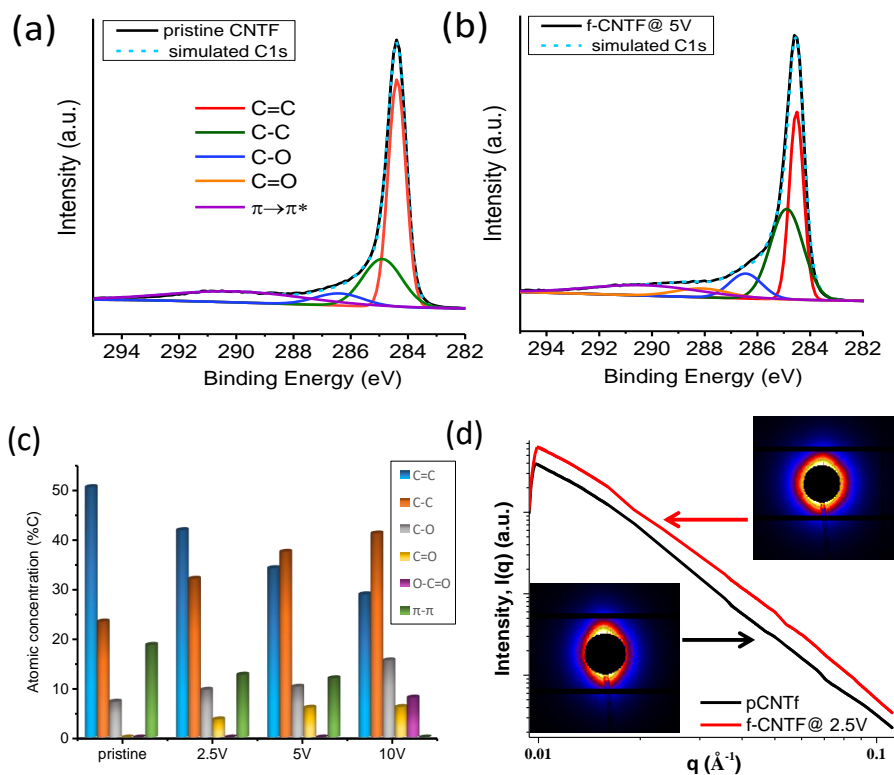 (a)
pristine CNTF
simulated C1s
C=C
C-C
C-O
C=O
π→π*
Intensity (a.u.)
294 292 290 288 286 284 282
Binding Energy (eV)
(b)
f-CNTF@ 5V
simulated C1s
Intensity (a.u.)
294 292 290 288 286 284 282
Binding Energy (eV)
(c)
C=C
C-C
C-O
C=O
O-C=O
π-π
Atomic concentration (%C)
50
40
30
20
10
0
pristine 2.5V 5V 10V
(d)
Intensity, I(q) (a.u.)
pCNTf
f-CNTF@ 2.5V
0.01 0.1
q (Å⁻¹)